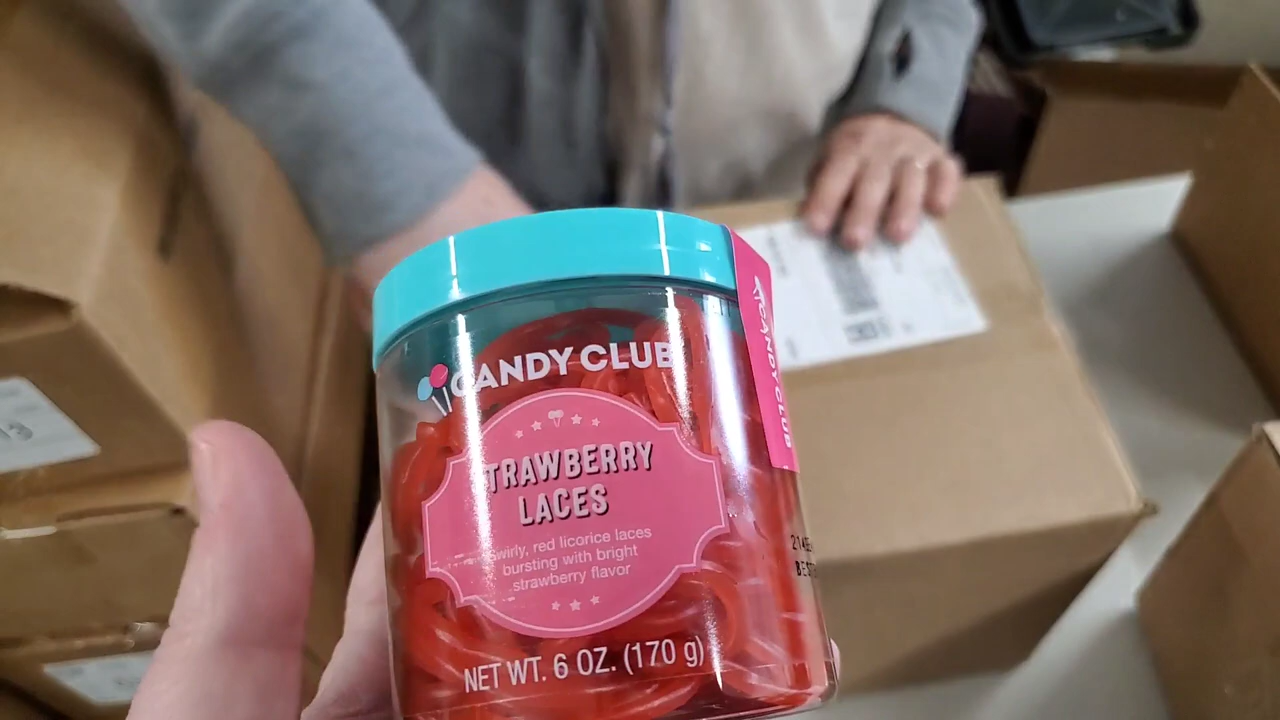 CANDY CLUB
CANDY CLUB
STRAWBERRY
LACES
Swirly, red licorice laces
bursting with bright
strawberry flavor
NET WT. 6 OZ. (170 g)